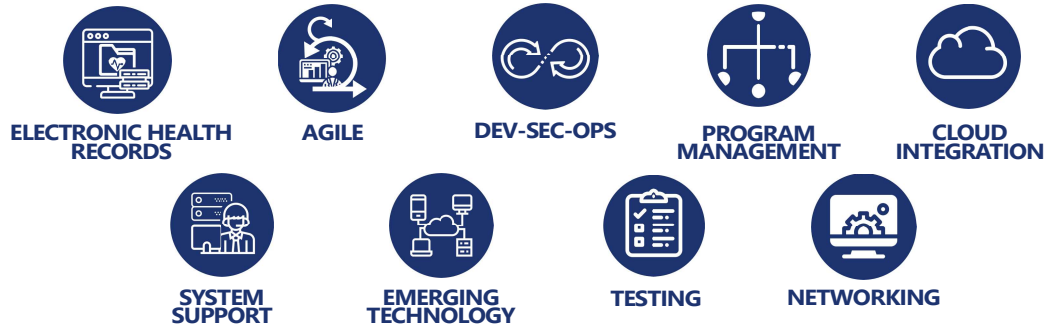 ELECTRONIC HEALTH
RECORDS
AGILE
DEV-SEC-OPS
PROGRAM
MANAGEMENT
CLOUD
INTEGRATION
SYSTEM
SUPPORT
EMERGING
TECHNOLOGY
TESTING
NETWORKING